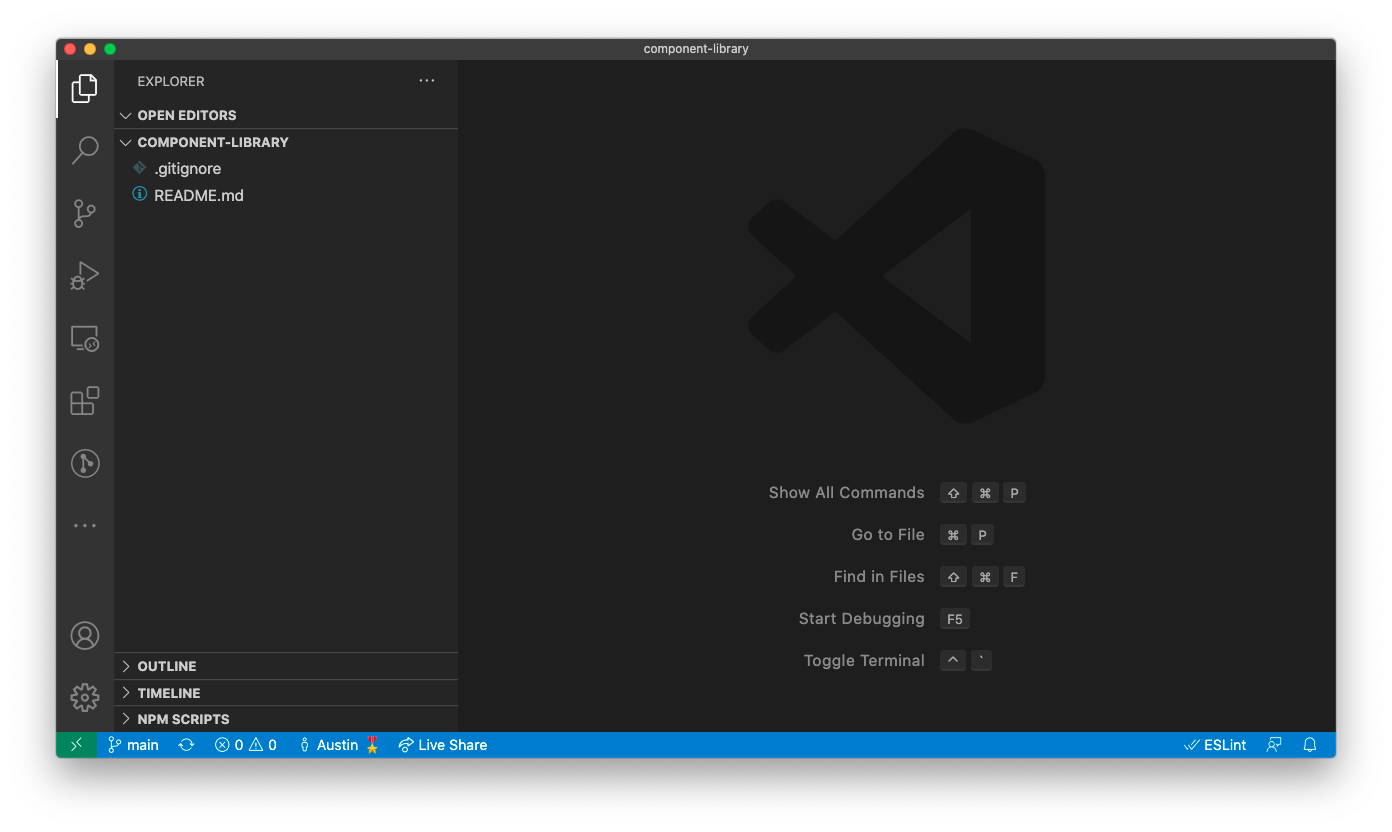 component-library
EXPLORER
OPEN EDITORS
COMPONENT-LIBRARY
.gitignore
README.md
Show All Commands ⇧ ⌘ P
Go to File ⌘ P
Find in Files ⇧ ⌘ F
Start Debugging F5
Toggle Terminal ^ `
OUTLINE
TIMELINE
NPM SCRIPTS
main 0 0 Austin Live Share ESLint